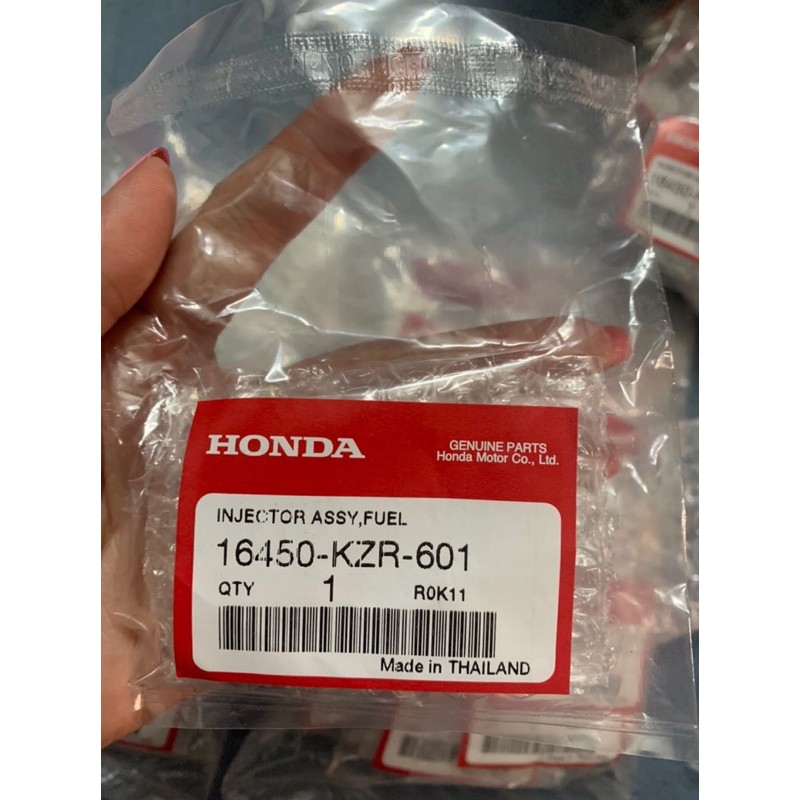 HONDA
GENUINE PARTS
Honda Motor Co., Ltd.
INJECTOR ASSY,FUEL
16450-KZR-601
QTY 1 R0K11
Made in THAILAND
HONDA